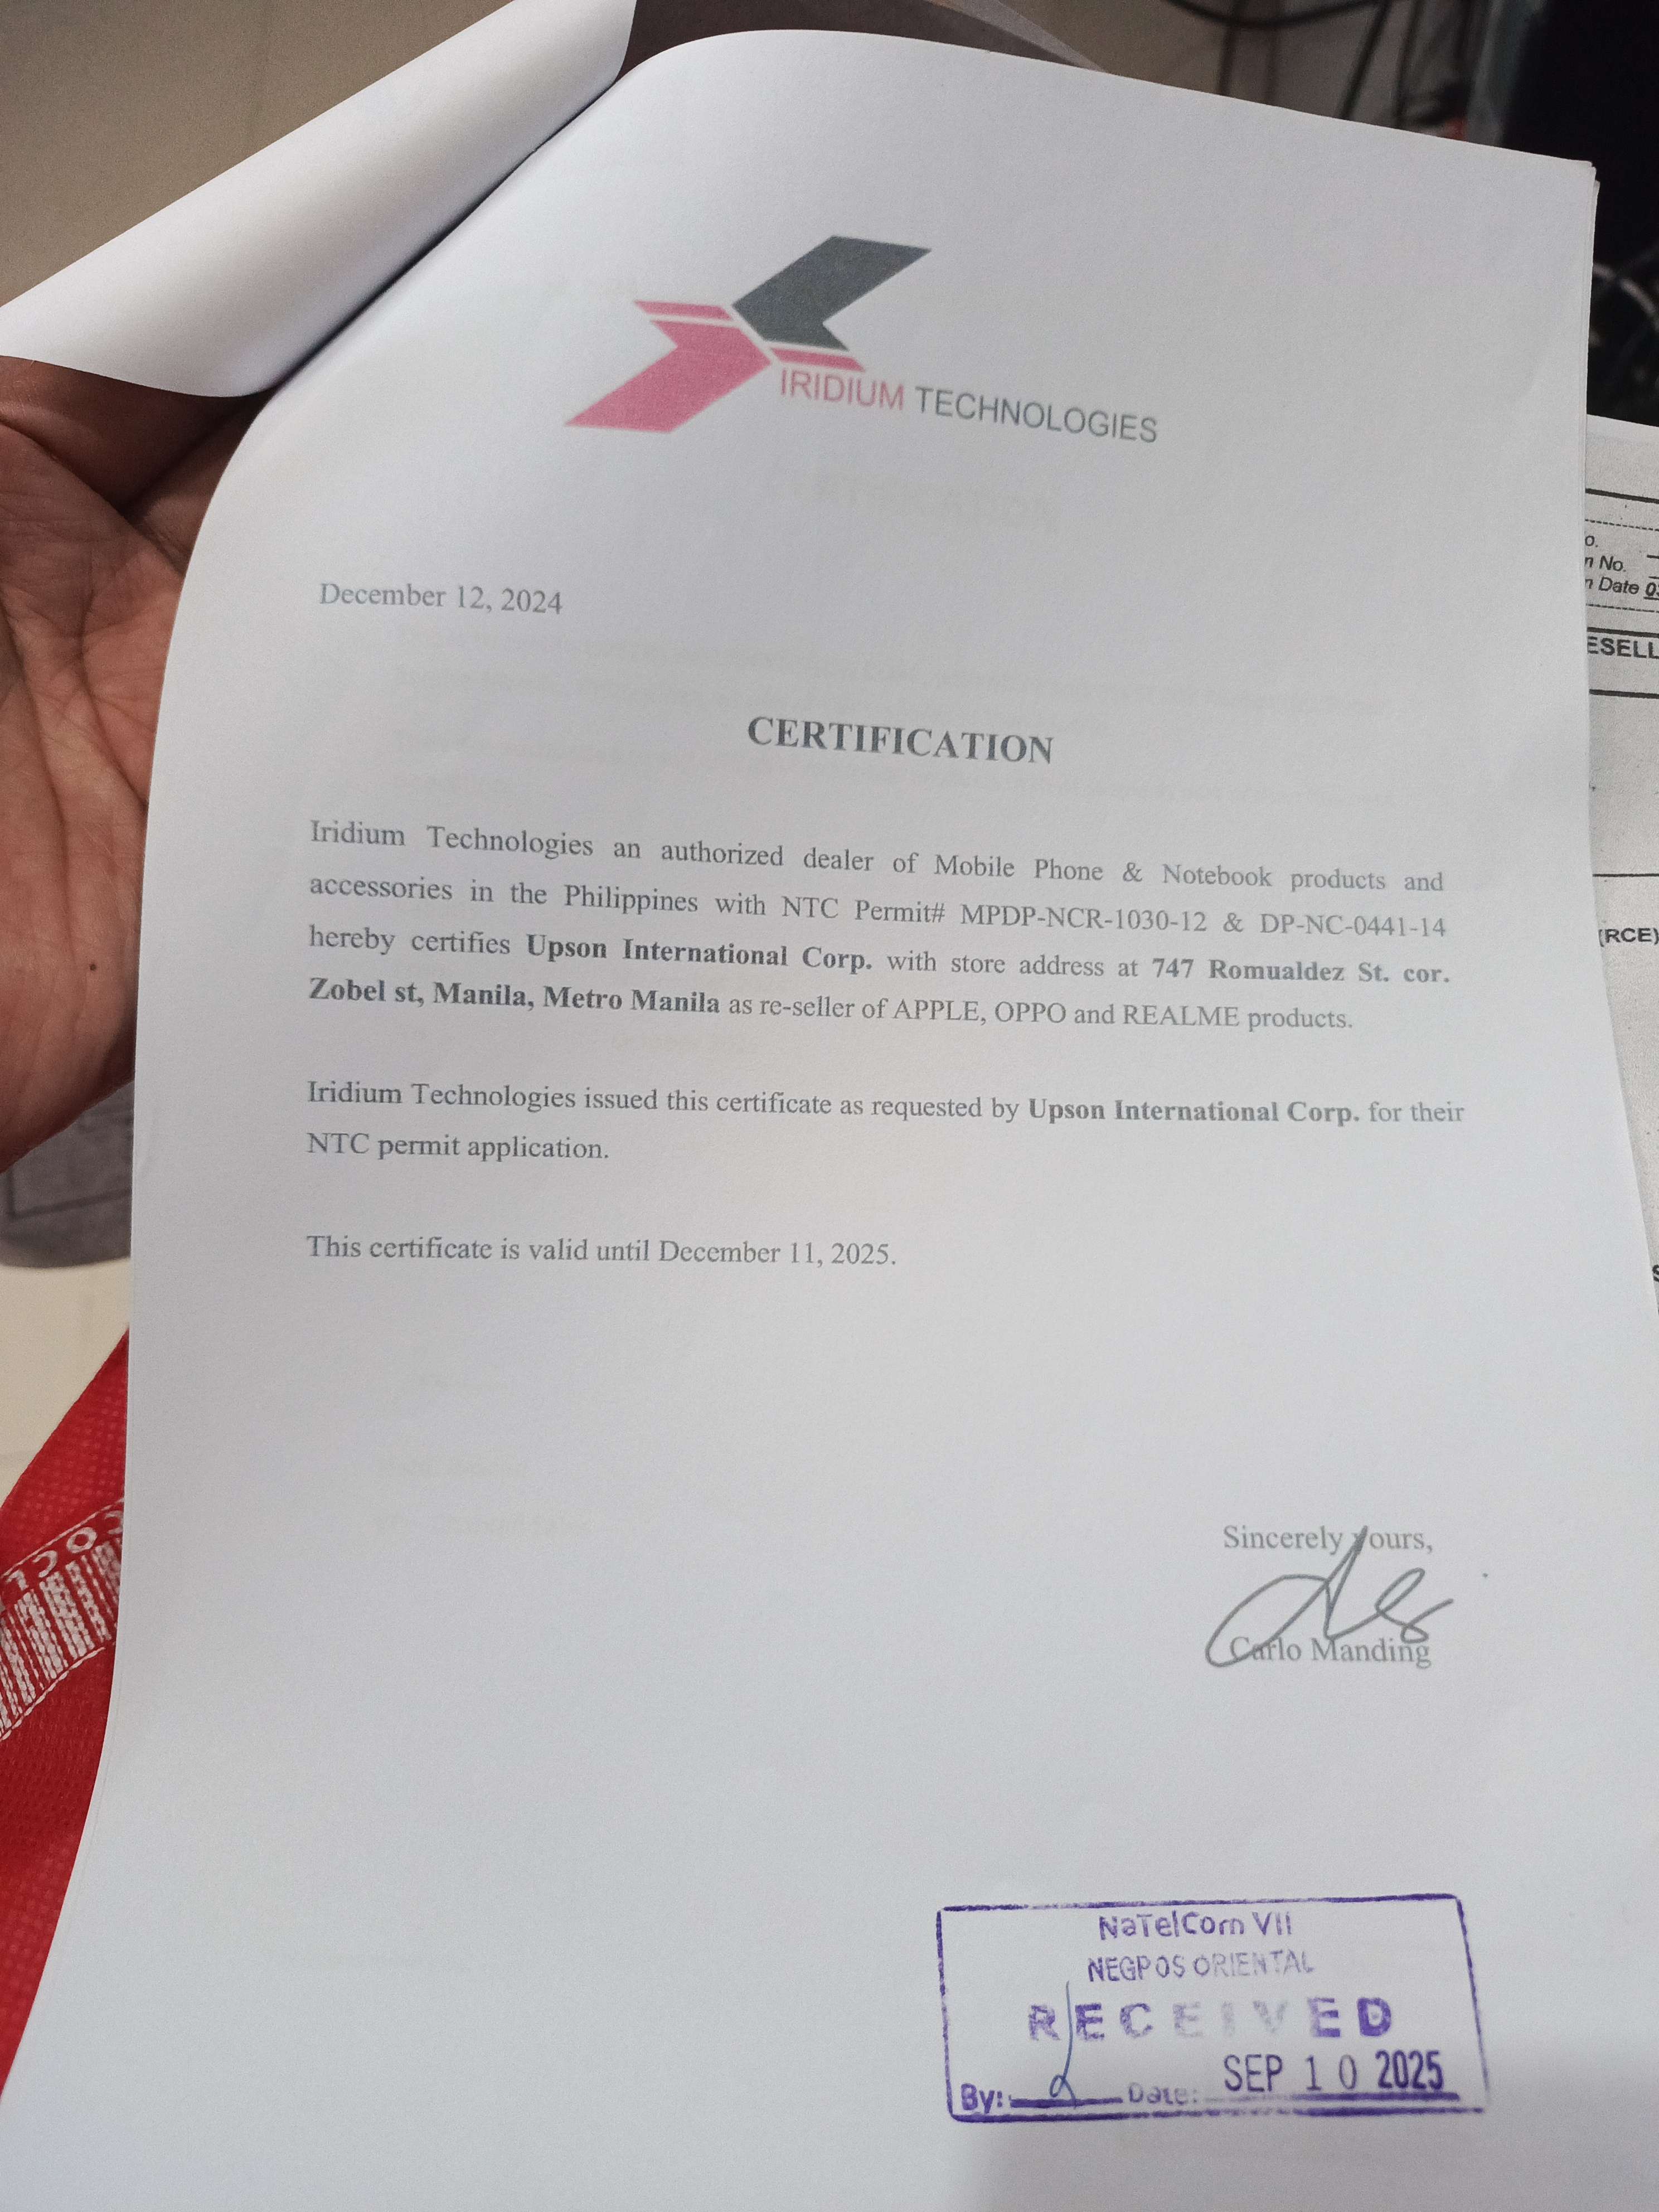 IRIDIUM TECHNOLOGIES
December 12, 2024
CERTIFICATION
Iridium Technologies an authorized dealer of Mobile Phone & Notebook products and
accessories in the Philippines with NTC Permit# MPDP-NCR-1030-12 & DP-NC-0441-14
hereby certifies Upson International Corp. with store address at 747 Romualdez St. cor.
Zobel st, Manila, Metro Manila as re-seller of APPLE, OPPO and REALME products.
Iridium Technologies issued this certificate as requested by Upson International Corp. for their
NTC permit application.
This certificate is valid until December 11, 2025.
Sincerely yours,
Carlo Manding
NaTelCom VII
NEGPOS ORIENTAL
RECEIVED
By: Date: SEP 10 2025
o.
n No.
n Date
ESELL
(RCE)